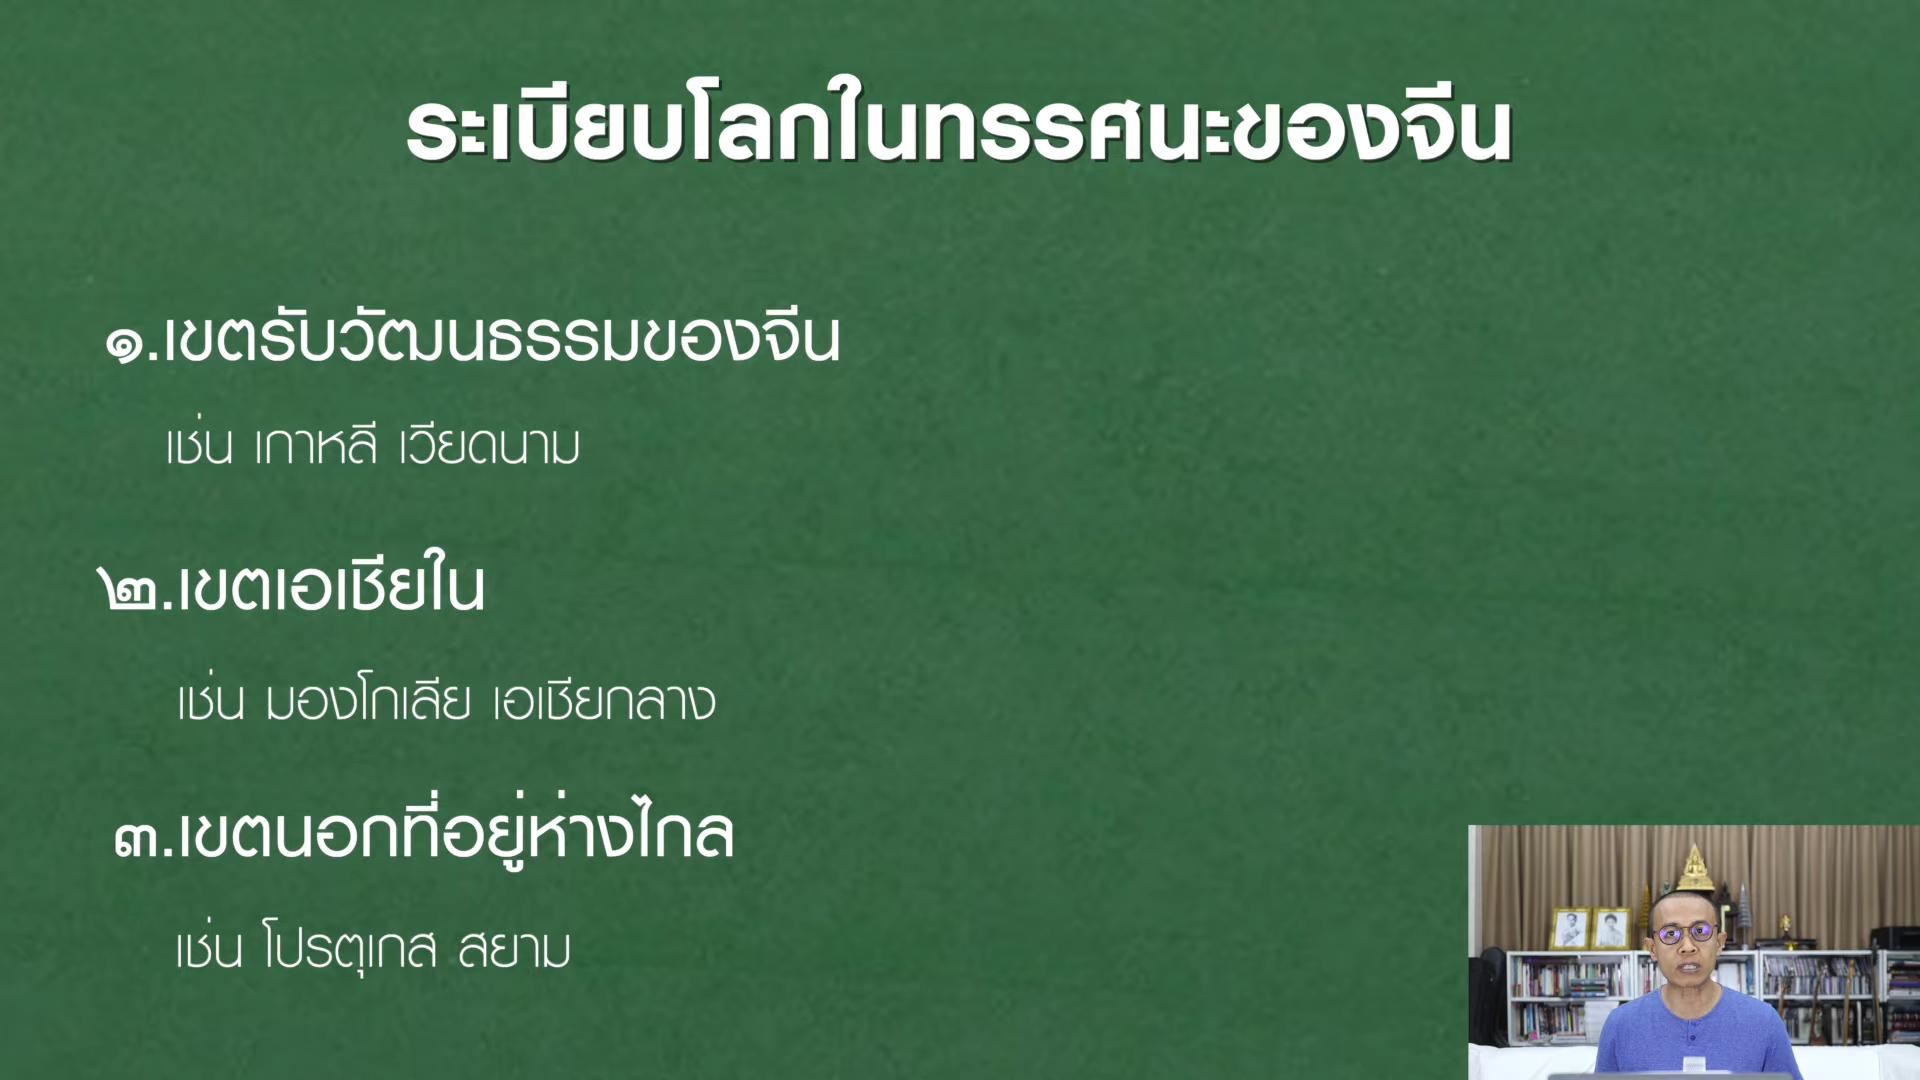 ระเบียบโลกในทรรศนะของจีน
๑.เขตรับวัฒนธรรมของจีน
เช่น เกาหลี เวียดนาม
๒.เขตเอเชียใน
เช่น มองโกเลีย เอเชียกลาง
๓.เขตนอกที่อยู่ห่างไกล
เช่น โปรตุเกส สยาม